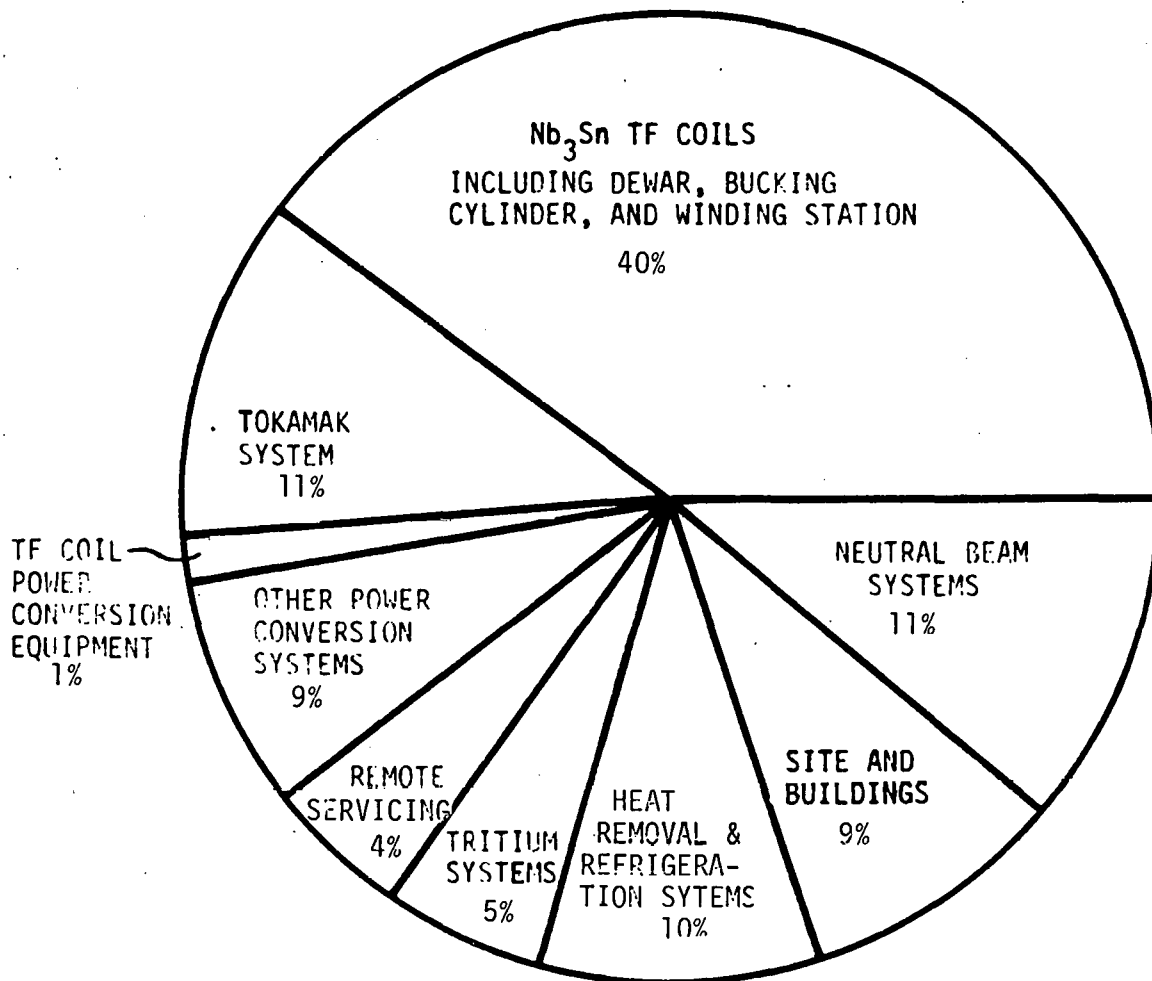 Nb₃Sn TF COILS
INCLUDING DEWAR, BUCKING
CYLINDER, AND WINDING STATION
40%
TOKAMAK
SYSTEM
11%
TF COIL
POWER
CONVERSION
EQUIPMENT
1%
OTHER POWER
CONVERSION
SYSTEMS
9%
REMOTE
SERVICING
4%
TRITIUM
SYSTEMS
5%
HEAT
REMOVAL &
REFRIGERA-
TION SYTEMS
10%
SITE AND
BUILDINGS
9%
NEUTRAL BEAM
SYSTEMS
11%